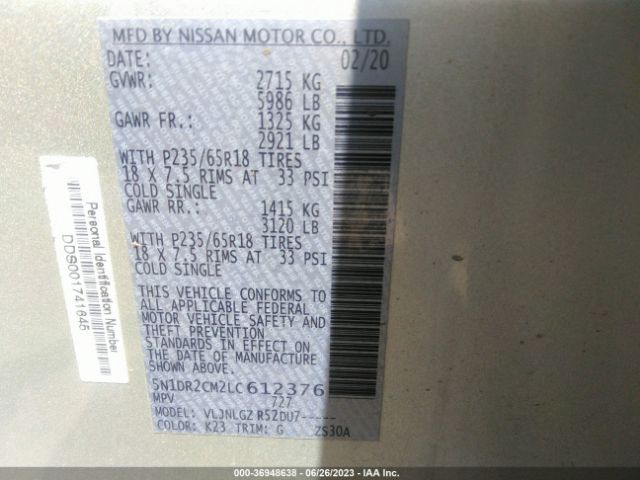 MFD BY NISSAN MOTOR CO., LTD.
DATE: 02/20
GVWR: 2715 KG
5986 LB
GAWR FR.: 1325 KG
2921 LB
WITH P235/65R18 TIRES
18 X 7.5 RIMS AT 33 PSI
COLD SINGLE
GAWR RR.: 1415 KG
3120 LB
WITH P235/65R18 TIRES
18 X 7.5 RIMS AT 33 PSI
COLD SINGLE
THIS VEHICLE CONFORMS TO
ALL APPLICABLE FEDERAL
MOTOR VEHICLE SAFETY AND
THEFT PREVENTION
STANDARDS IN EFFECT ON
THE DATE OF MANUFACTURE
SHOWN ABOVE.
5N1DR2CM2LC612376
MPV 727
MODEL: VLJNLGZ R52DU7-----
COLOR: K23 TRIM: G ZS30A
Personal Identification Number
DDS001741645
000-36948638 - 06/26/2023 - IAA Inc.